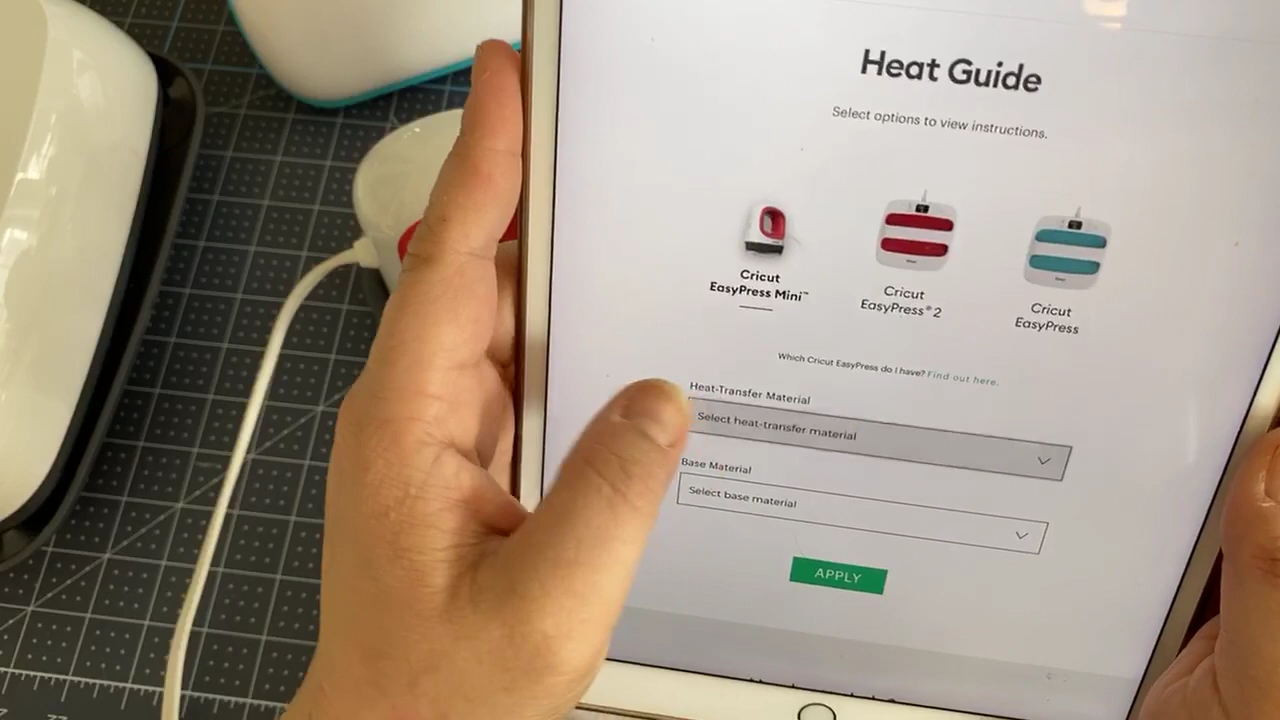 Heat Guide
Select options to view instructions.
Cricut
EasyPress Mini™
Cricut
EasyPress® 2
Cricut
EasyPress
Which Cricut EasyPress do I have? Find out here.
Heat-Transfer Material
Select heat-transfer material
Base Material
Select base material
APPLY